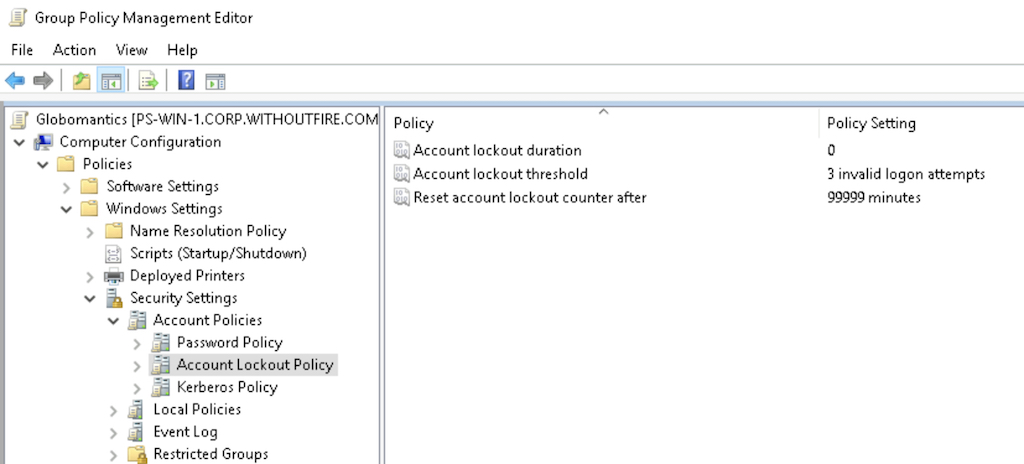 Group Policy Management Editor
File Action View Help
Globomantics [PS-WIN-1.CORP.WITHOUTFIRE.COM
Computer Configuration
Policies
Software Settings
Windows Settings
Name Resolution Policy
Scripts (Startup/Shutdown)
Deployed Printers
Security Settings
Account Policies
Password Policy
Account Lockout Policy
Kerberos Policy
Local Policies
Event Log
Restricted Groups
Policy Policy Setting
Account lockout duration 0
Account lockout threshold 3 invalid logon attempts
Reset account lockout counter after 99999 minutes